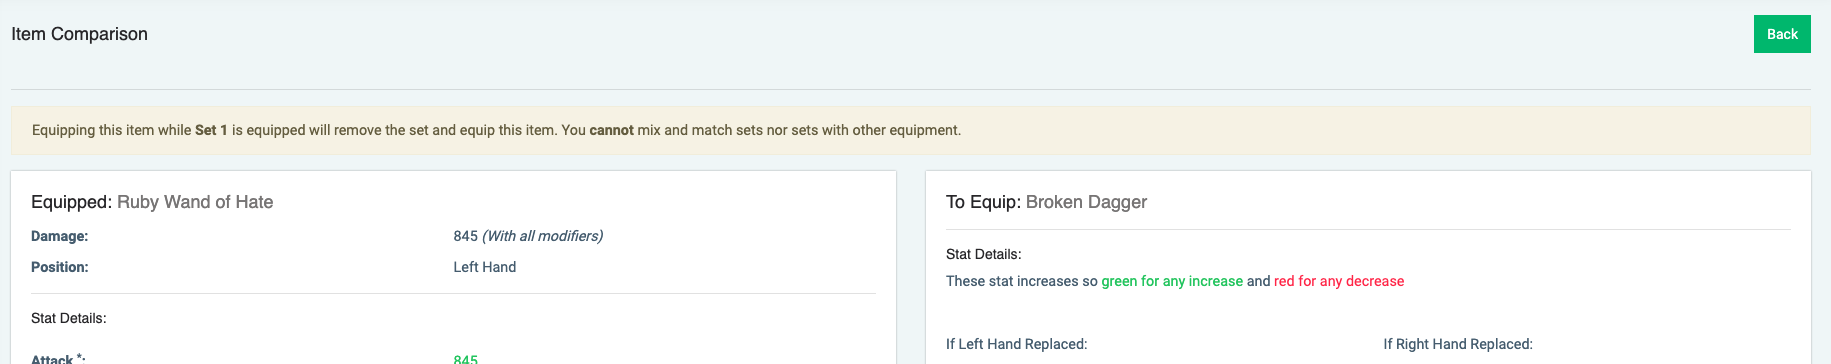 Item Comparison
Back
Equipping this item while Set 1 is equipped will remove the set and equip this item. You cannot mix and match sets nor sets with other equipment.
Equipped: Ruby Wand of Hate
Damage: 845 (With all modifiers)
Position: Left Hand
Stat Details:
Attack *: 845
To Equip: Broken Dagger
Stat Details:
These stat increases so green for any increase and red for any decrease
If Left Hand Replaced: If Right Hand Replaced: